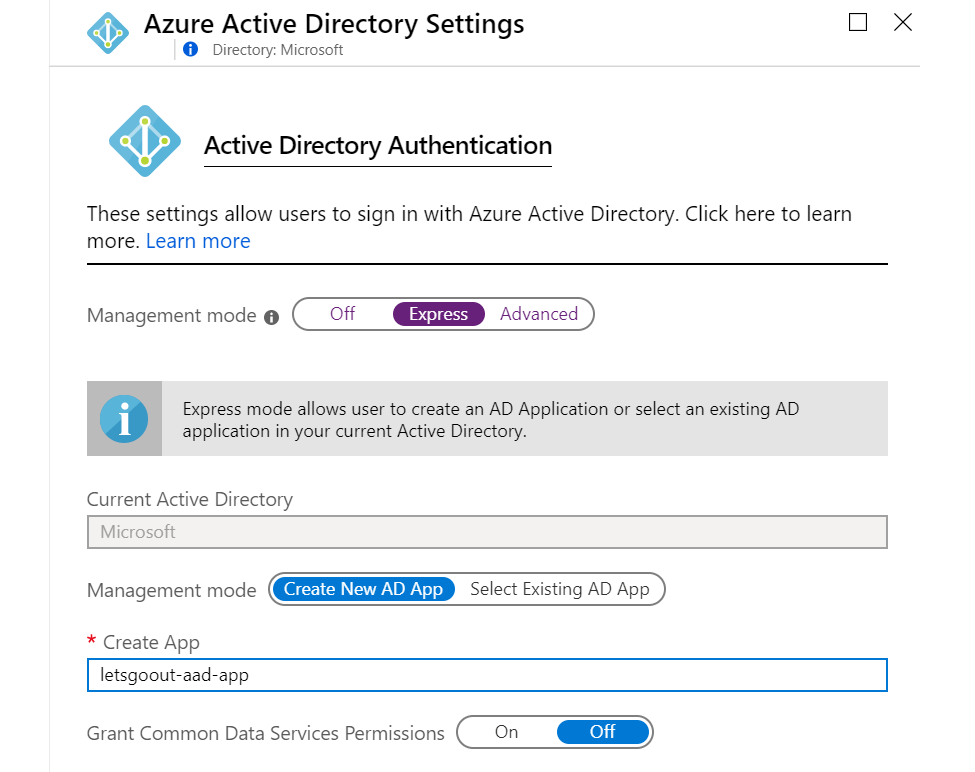 Azure Active Directory Settings
Directory: Microsoft
Active Directory Authentication
These settings allow users to sign in with Azure Active Directory. Click here to learn
more. Learn more
Management mode Off Express Advanced
Express mode allows user to create an AD Application or select an existing AD
application in your current Active Directory.
Current Active Directory
Microsoft
Management mode Create New AD App Select Existing AD App
* Create App
letsgoout-aad-app
Grant Common Data Services Permissions On Off